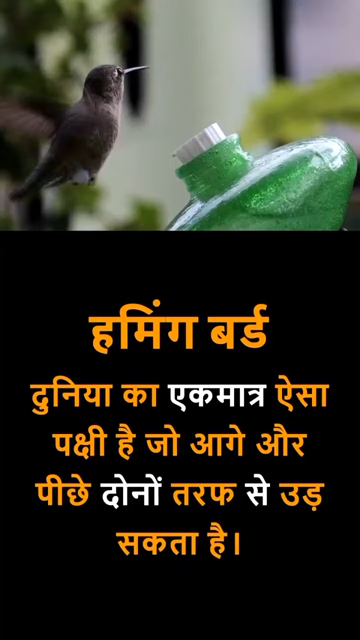 हमिंग बर्ड
दुनिया का एकमात्र ऐसा
पक्षी है जो आगे और
पीछे दोनों तरफ से उड़
सकता है।